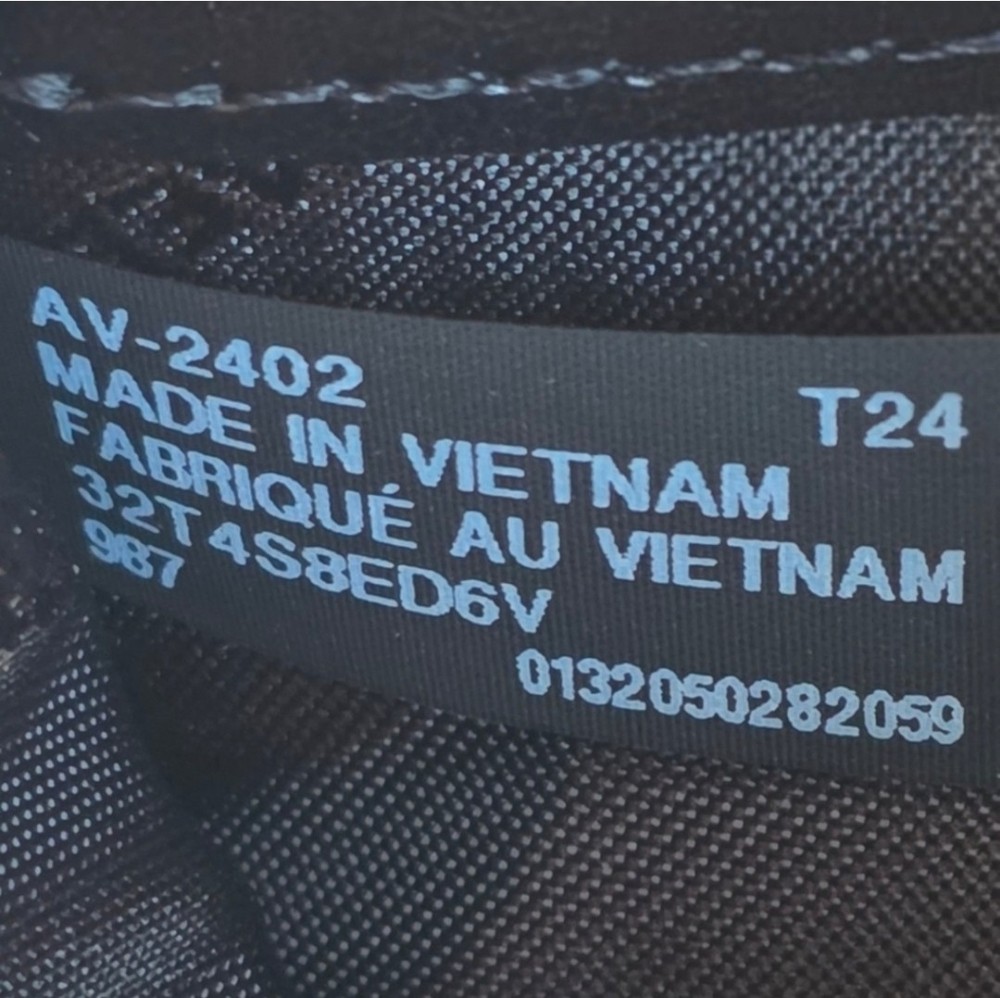 AV-2402
T24
MADE IN VIETNAM
FABRIQUÉ AU VIETNAM
32T4S8ED6V
987
0132050282059